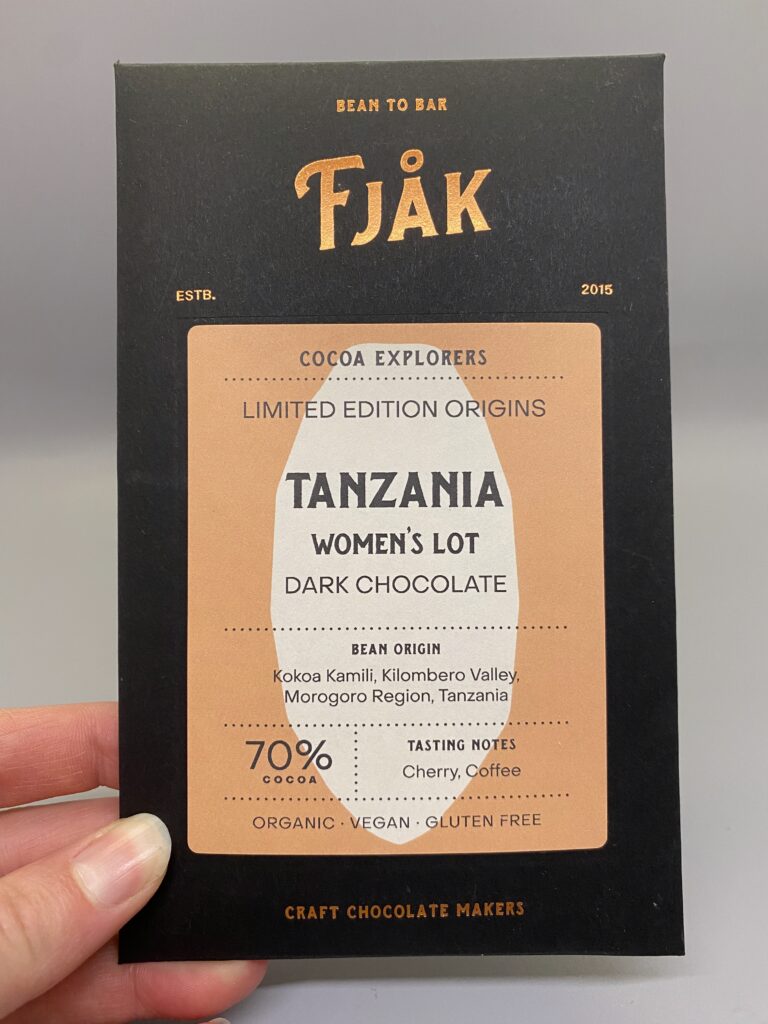 BEAN TO BAR
FJÅK
ESTB. 2015
COCOA EXPLORERS
LIMITED EDITION ORIGINS
TANZANIA
WOMEN'S LOT
DARK CHOCOLATE
BEAN ORIGIN
Kokoa Kamili, Kilombero Valley,
Morogoro Region, Tanzania
70%
COCOA
TASTING NOTES
Cherry, Coffee
ORGANIC · VEGAN · GLUTEN FREE
CRAFT CHOCOLATE MAKERS